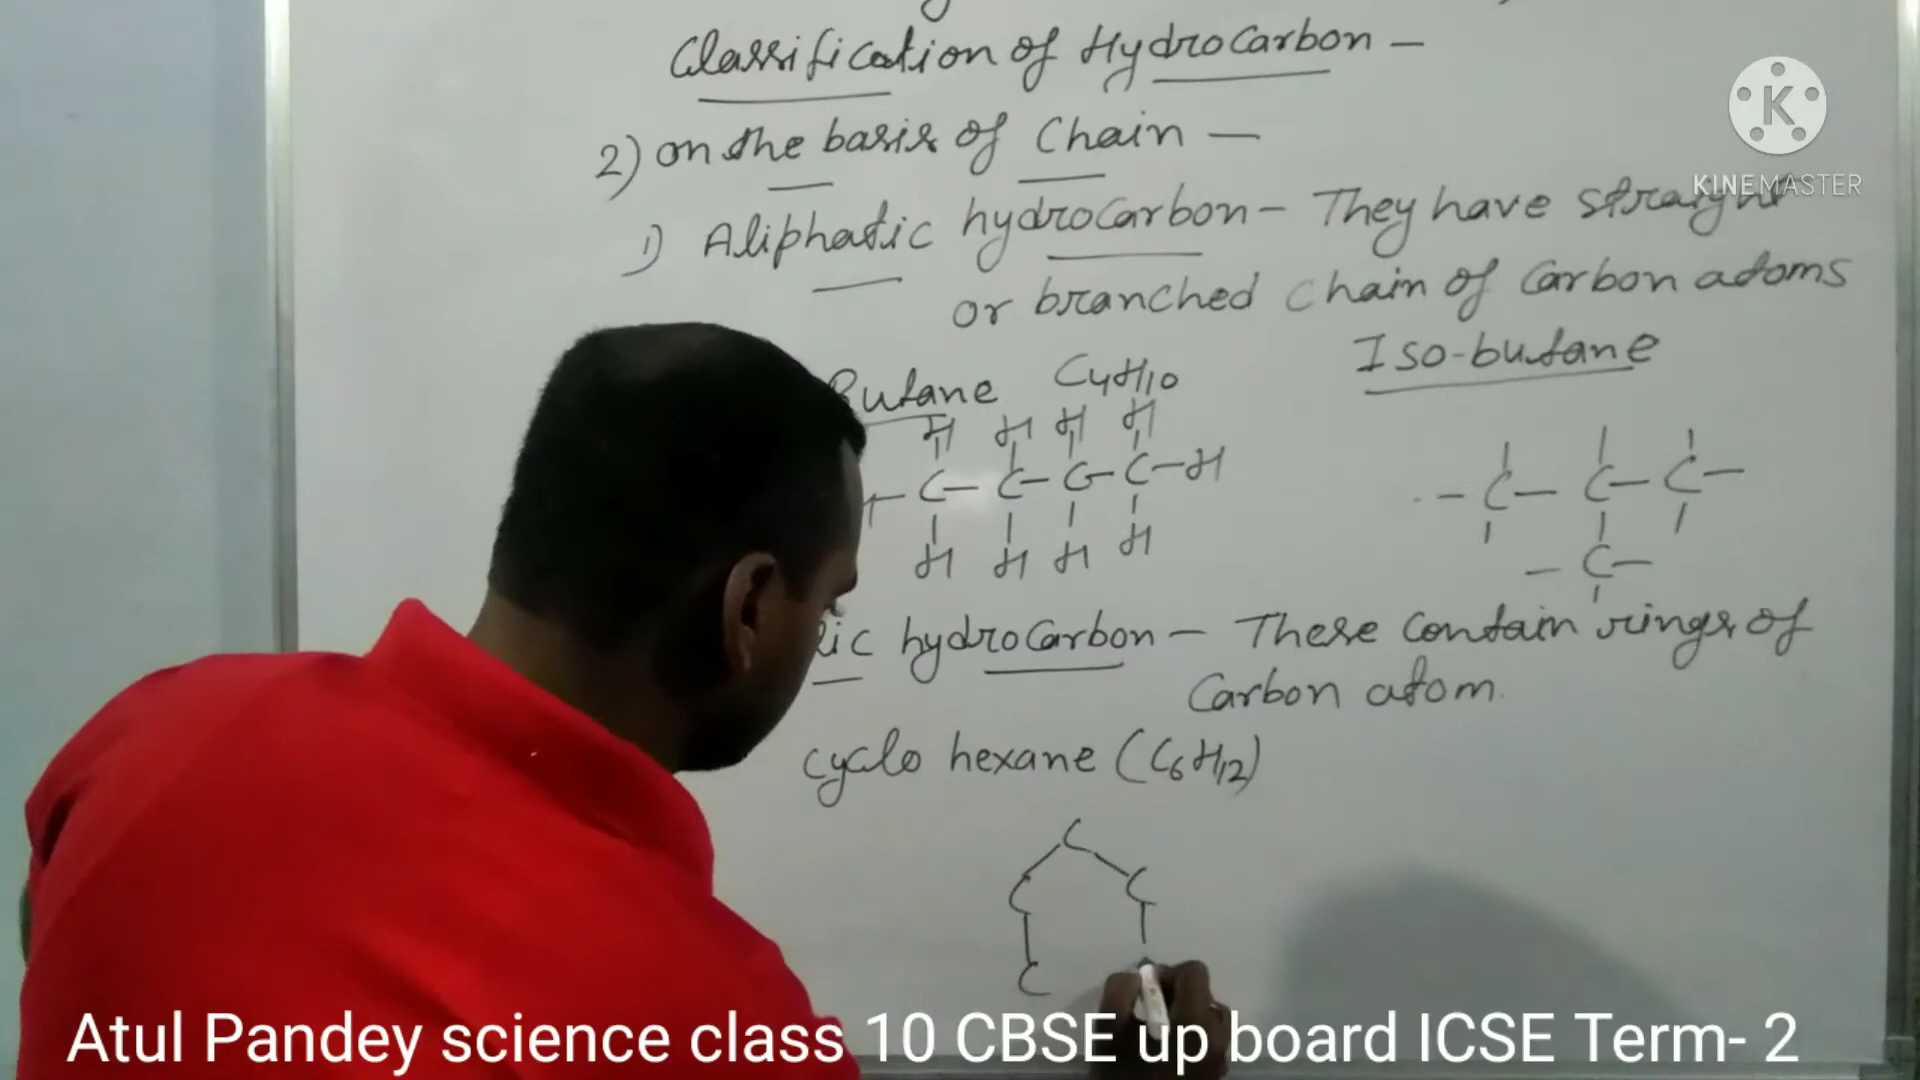 Classification of Hydrocarbon –
2) on the basis of Chain –
1) Aliphatic hydrocarbon – They have straight
or branched chain of Carbon atoms
Butane C4H10
Iso-butane
H H H H
C – C – C – C – H
H H H H
– C – C – C –
– C –
hydrocarbon – These Contain rings of
Carbon atom.
cyclo hexane (C6H12)
C
C C
C
K
KINEMASTER
Atul Pandey science class 10 CBSE up board ICSE Term- 2